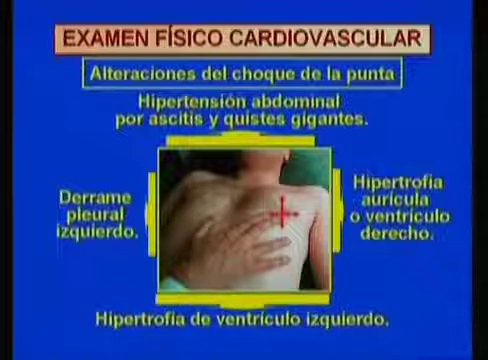 EXAMEN FÍSICO CARDIOVASCULAR
Alteraciones del choque de la punta
Hipertensión abdominal
por ascitis y quistes gigantes.
Derrame
pleural
izquierdo.
Hipertrofia
aurícula
o ventrículo
derecho.
Hipertrofia de ventrículo izquierdo.